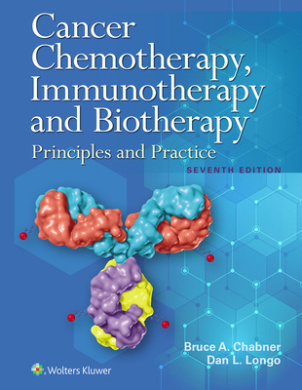 Cancer
Chemotherapy,
Immunotherapy
and Biotherapy
Principles and Practice
SEVENTH EDITION
Bruce A. Chabner
Dan L. Longo
Wolters Kluwer